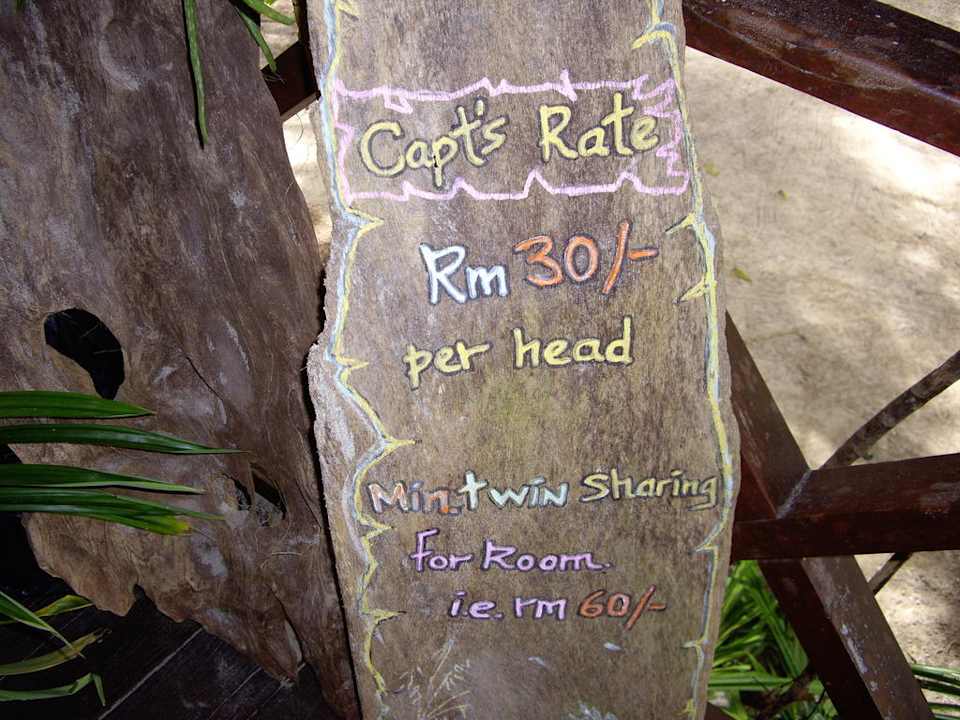 Capt's Rate
Rm 30/-
per head
Min. twin Sharing
for Room.
i.e. rm 60/-